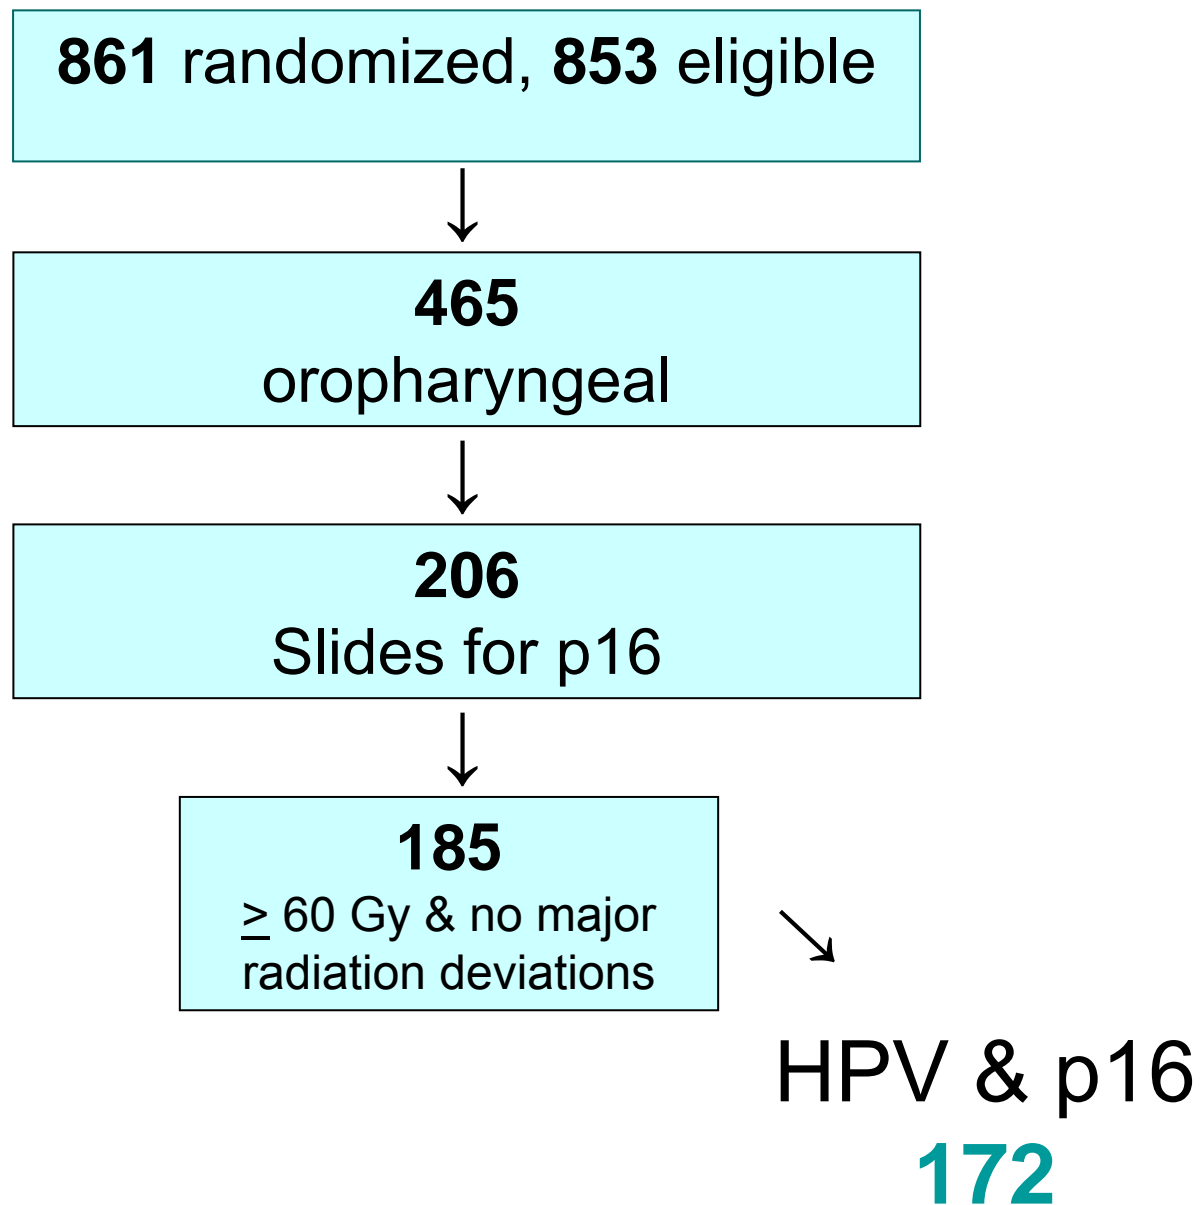 861 randomized, 853 eligible
465
oropharyngeal
206
Slides for p16
185
≥ 60 Gy & no major
radiation deviations
HPV & p16
172